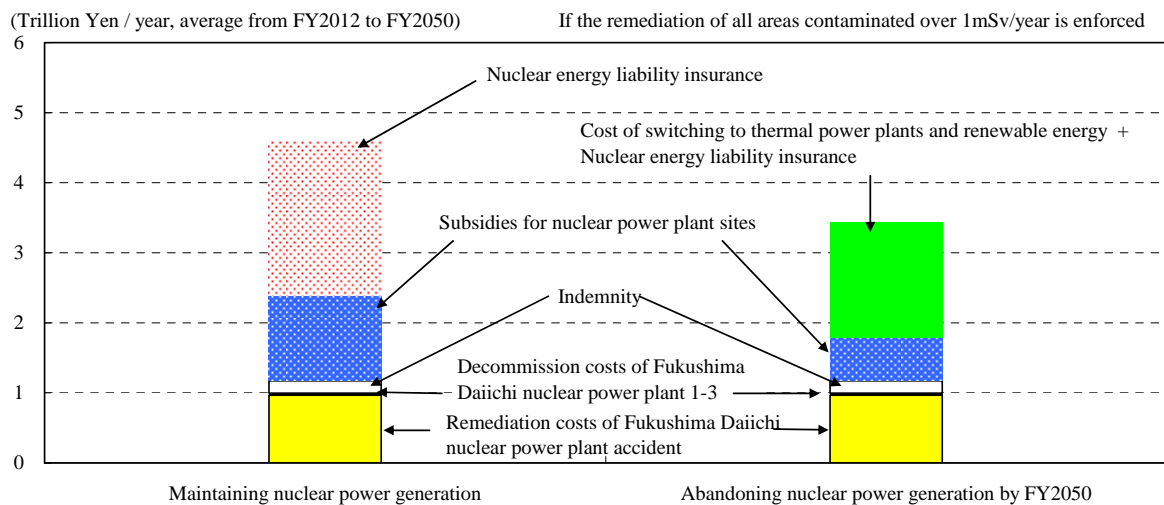 (Trillion Yen / year, average from FY2012 to FY2050)
If the remediation of all areas contaminated over 1mSv/year is enforced
6
5
4
3
2
1
0
Nuclear energy liability insurance
Cost of switching to thermal power plants and renewable energy +
Nuclear energy liability insurance
Subsidies for nuclear power plant sites
Indemnity
Decommission costs of Fukushima
Daiichi nuclear power plant 1-3
Remediation costs of Fukushima Daiichi
nuclear power plant accident
Maintaining nuclear power generation
Abandoning nuclear power generation by FY2050